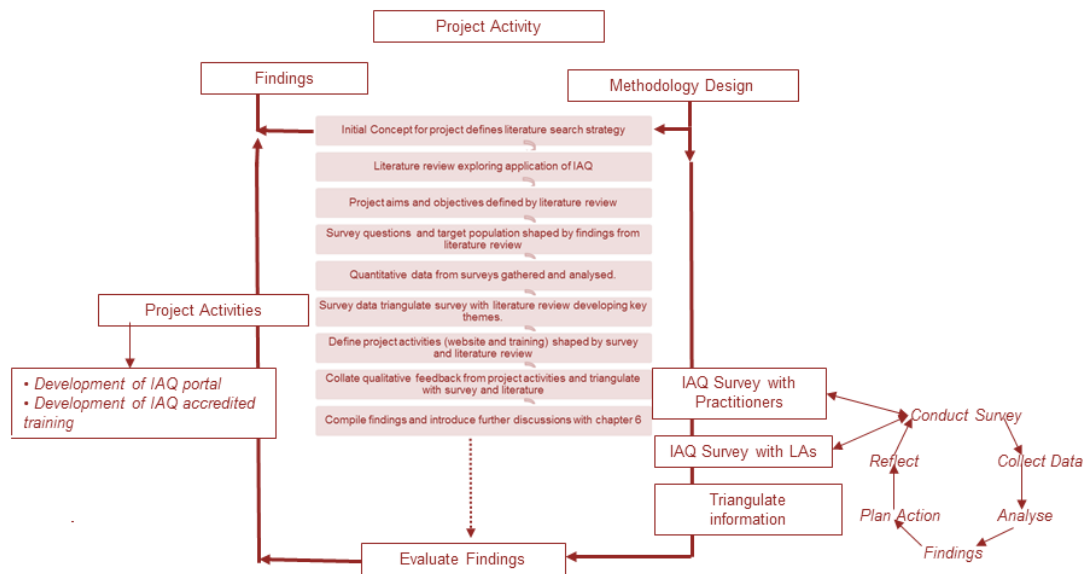 Project Activity
Findings
Methodology Design
Initial Concept for project defines literature search strategy
Literature review exploring application of IAQ
Project aims and objectives defined by literature review
Survey questions and target population shaped by findings from
literature review
Quantitative data from surveys gathered and analysed.
Survey data triangulate survey with literature review developing key
themes.
Define project activities (website and training) shaped by survey
and literature review
Collate qualitative feedback from project activities and triangulate
with survey and literature
Compile findings and introduce further discussions with chapter 6
Project Activities
• Development of IAQ portal
• Development of IAQ accredited
training
IAQ Survey with
Practitioners
IAQ Survey with LAs
Triangulate
information
Conduct Survey
Collect Data
Analyse
Findings
Plan Action
Reflect
Evaluate Findings